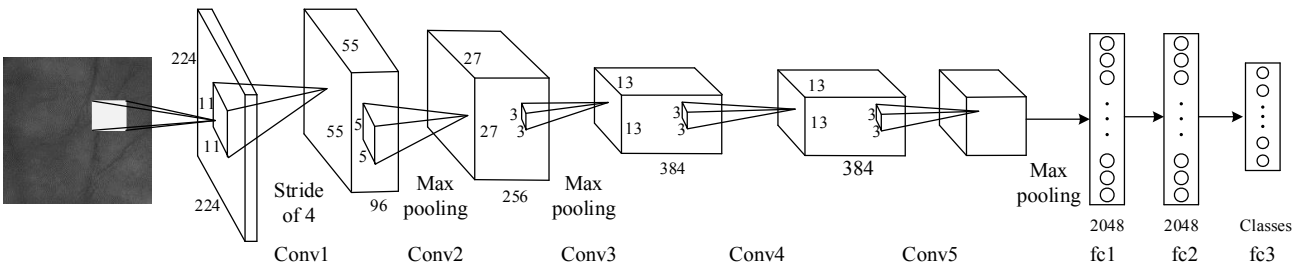 224
11
11
224
55
55
Stride
of 4
Conv1
5
5
96
27
27
Max
pooling
Conv2
256
3
3
Max
pooling
Conv3
13
13
3
3
384
Conv4
13
13
3
3
384
Conv5
Max
pooling
2048
fc1
2048
fc2
Classes
fc3